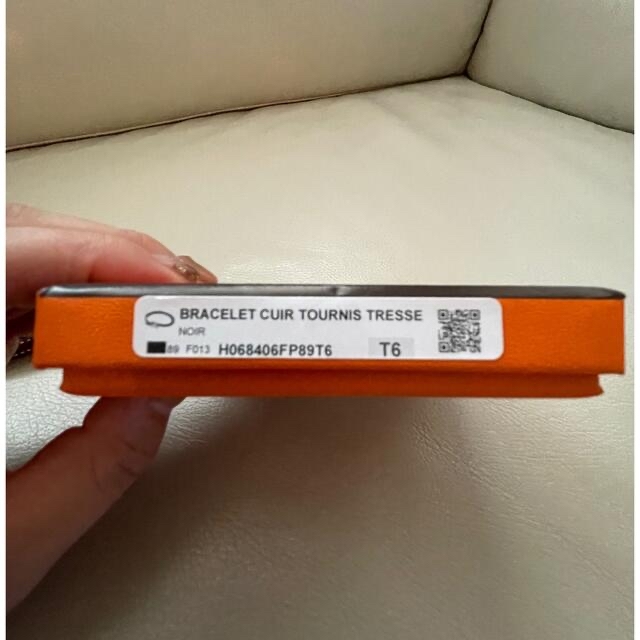 BRACELET CUIR TOURNIS TRESSE
NOIR
89 F013 H068406FP89T6 T6